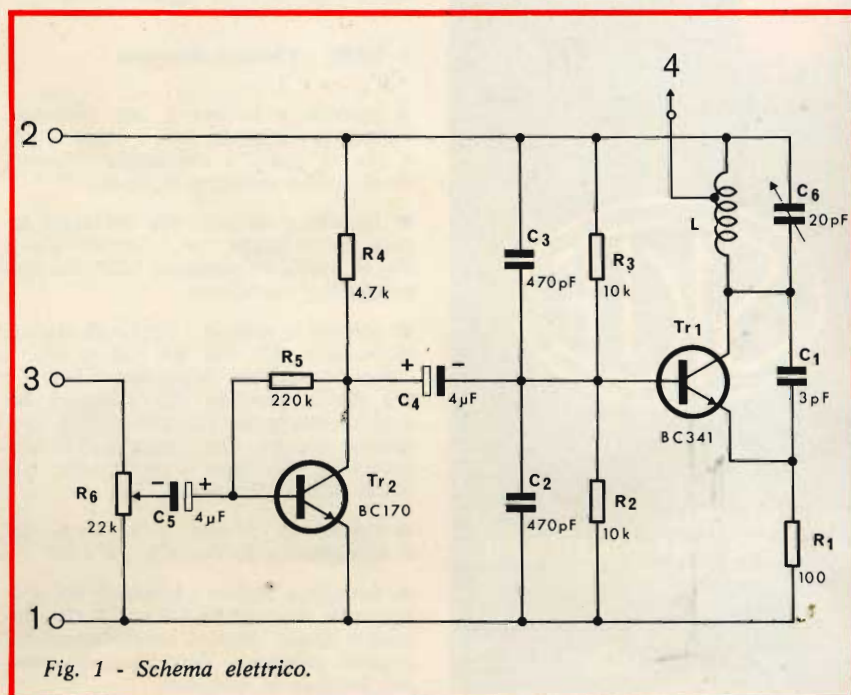 4
2
C6
20pF
L
C3
470pF
R3
10k
R4
4.7k
Tr1
BC341
C1
3pF
3
R5
220k
+ -
C4
4µF
R6
22k
- +
C5
4µF
Tr2
BC170
C2
470pF
R2
10k
R1
100
1
Fig. 1 - Schema elettrico.